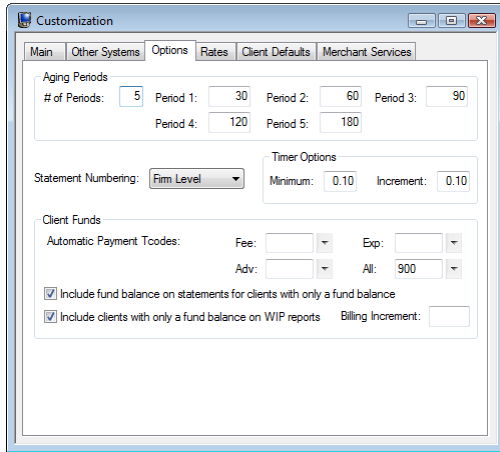 Customization
Main Other Systems Options Rates Client Defaults Merchant Services
Aging Periods
# of Periods: 5 Period 1: 30 Period 2: 60 Period 3: 90
Period 4: 120 Period 5: 180
Timer Options
Statement Numbering: Firm Level Minimum: 0.10 Increment: 0.10
Client Funds
Automatic Payment Tcodes: Fee: Exp:
Adv: All: 900
Include fund balance on statements for clients with only a fund balance
Include clients with only a fund balance on WIP reports Billing Increment: